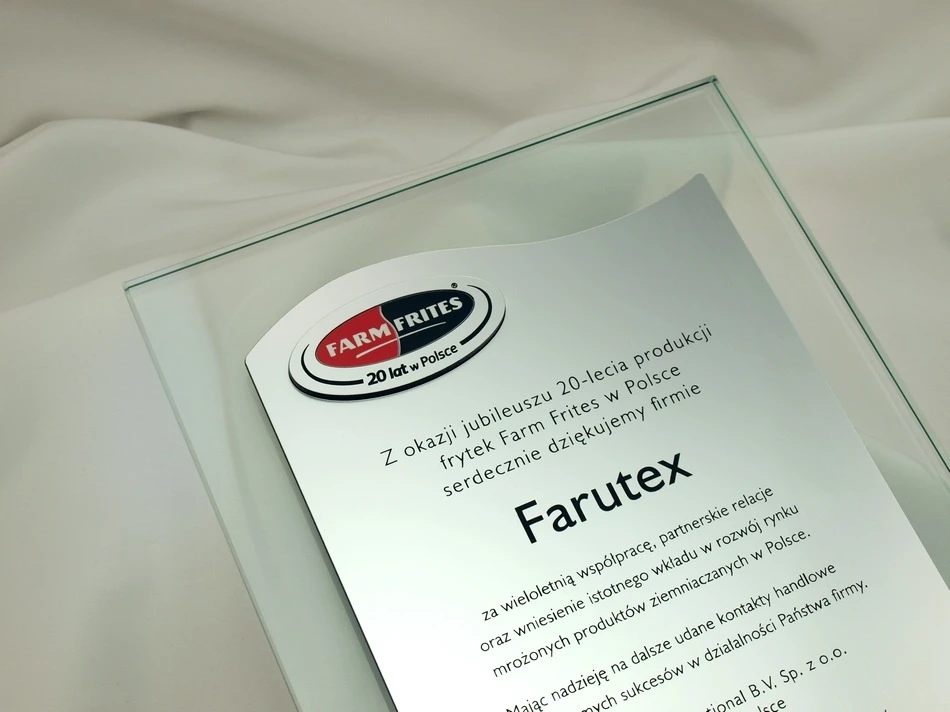 FARM FRITES ®
20 lat w Polsce
Z okazji jubileuszu 20-lecia produkcji
frytek Farm Frites w Polsce
serdecznie dziękujemy firmie
Farutex
za wieloletnią współpracę, partnerskie relacje
oraz wniesienie istotnego wkładu w rozwój rynku
mrożonych produktów ziemniaczanych w Polsce.
Mając nadzieję na dalsze udane kontakty handlowe
sukcesów w działalności Państwa firmy.
B.V. Sp. z o.o.